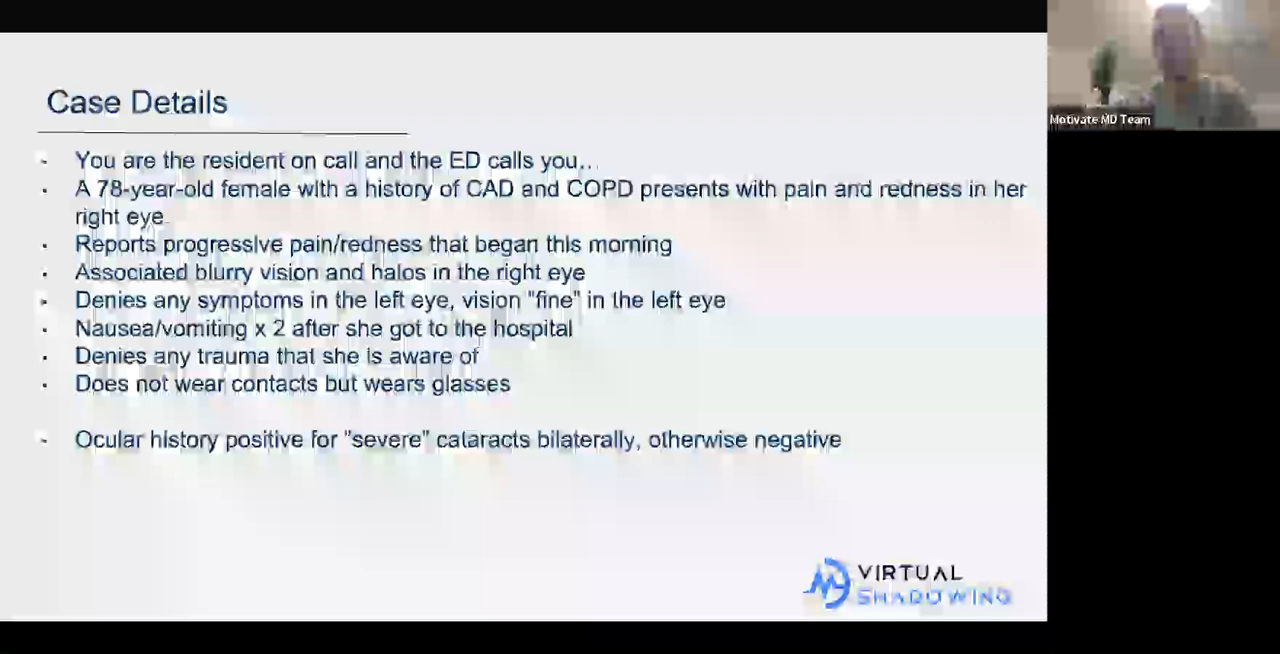 Case Details
You are the resident on call and the ED calls you...
A 78-year-old female with a history of CAD and COPD presents with pain and redness in her
right eye.
Reports progressive pain/redness that began this morning
Associated blurry vision and halos in the right eye
Denies any symptoms in the left eye, vision "fine" in the left eye
Nausea/vomiting x 2 after she got to the hospital
Denies any trauma that she is aware of
Does not wear contacts but wears glasses
Ocular history positive for "severe" cataracts bilaterally, otherwise negative
VIRTUAL
SHADOWING
Motivate MD Team